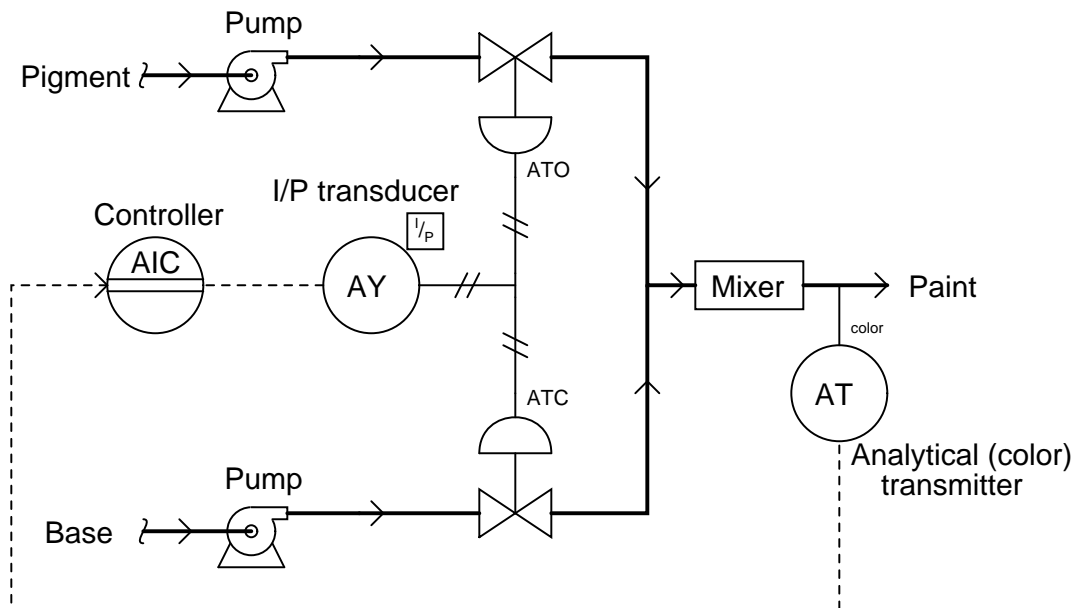 Pump
Pigment
ATO
I/P transducer
I/P
Controller
AIC
AY
Mixer
Paint
color
AT
ATC
Analytical (color)
transmitter
Pump
Base